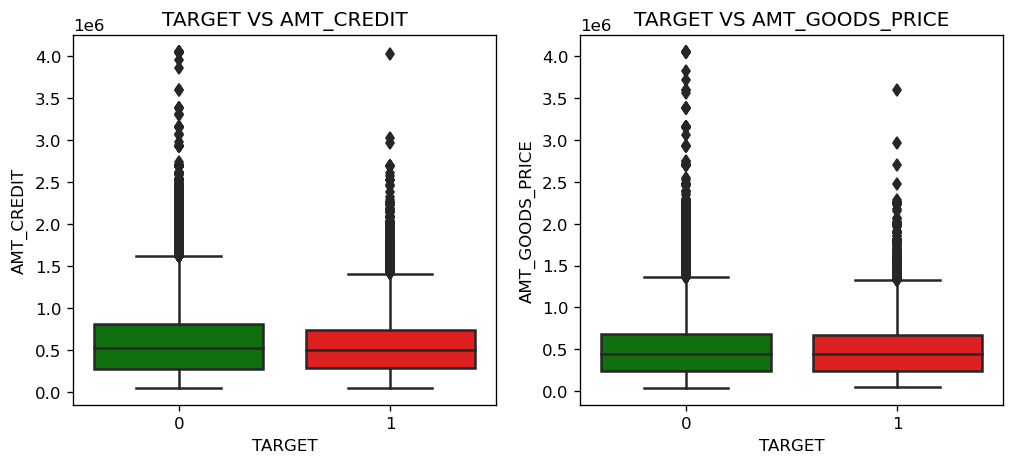 TARGET VS AMT_CREDIT
1e6
4.0
3.5
3.0
2.5
2.0
1.5
1.0
0.5
0.0
AMT_CREDIT
0 1
TARGET
TARGET VS AMT_GOODS_PRICE
1e6
4.0
3.5
3.0
2.5
2.0
1.5
1.0
0.5
0.0
AMT_GOODS_PRICE
0 1
TARGET